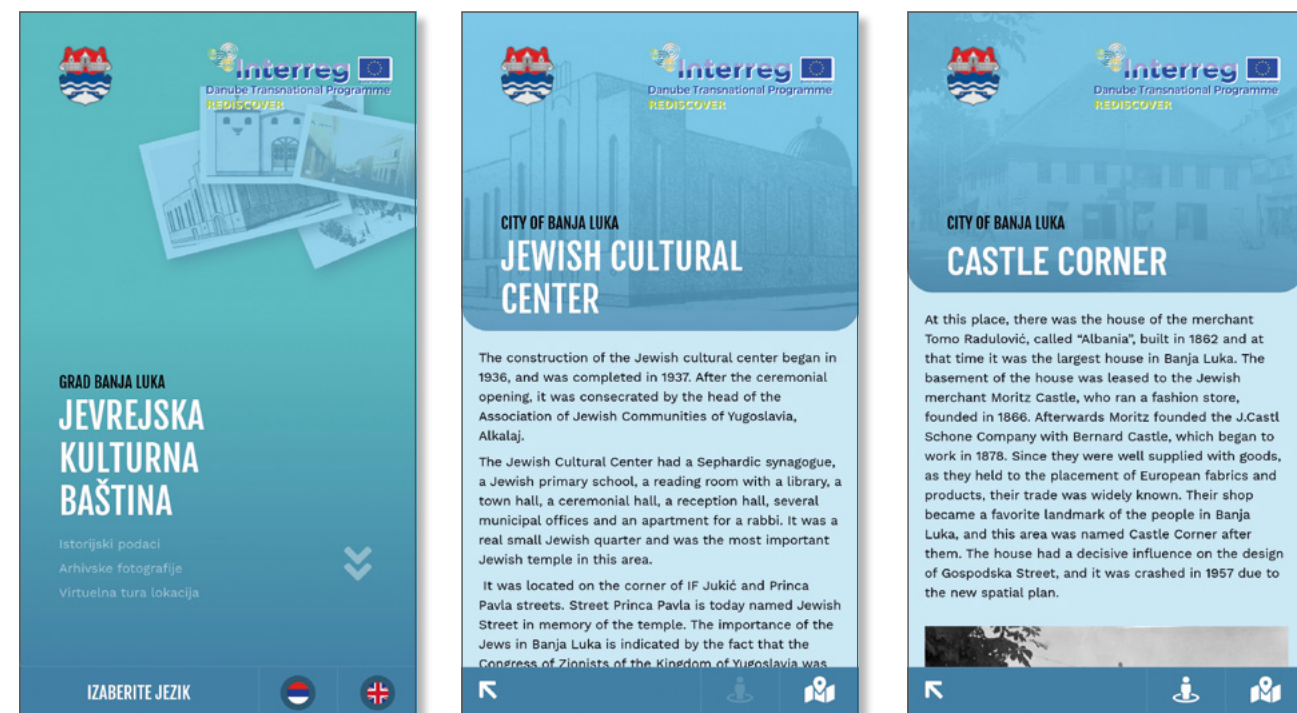 Interreg
Danube Transnational Programme
REDISCOVER
GRAD BANJA LUKA
JEVREJSKA
KULTURNA
BAŠTINA
Istorijski podaci
Arhivske fotografije
Virtuelna tura lokacija
IZABERITE JEZIK
Interreg
Danube Transnational Programme
REDISCOVER
CITY OF BANJA LUKA
JEWISH CULTURAL
CENTER
The construction of the Jewish cultural center began in
1936, and was completed in 1937. After the ceremonial
opening, it was consecrated by the head of the
Association of Jewish Communities of Yugoslavia,
Alkalaj.
The Jewish Cultural Center had a Sephardic synagogue,
a Jewish primary school, a reading room with a library, a
town hall, a ceremonial hall, a reception hall, several
municipal offices and an apartment for a rabbi. It was a
real small Jewish quarter and was the most important
Jewish temple in this area.
It was located on the corner of IF Jukić and Princa
Pavla streets. Street Princa Pavla is today named Jewish
Street in memory of the temple. The importance of the
Jews in Banja Luka is indicated by the fact that the
Congress of Zionists of the Kingdom of Yugoslavia was
Interreg
Danube Transnational Programme
REDISCOVER
CITY OF BANJA LUKA
CASTLE CORNER
At this place, there was the house of the merchant
Tomo Radulović, called “Albania”, built in 1862 and at
that time it was the largest house in Banja Luka. The
basement of the house was leased to the Jewish
merchant Moritz Castle, who ran a fashion store,
founded in 1866. Afterwards Moritz founded the J.Castl
Schone Company with Bernard Castle, which began to
work in 1878. Since they were well supplied with goods,
as they held to the placement of European fabrics and
products, their trade was widely known. Their shop
became a favorite landmark of the people in Banja
Luka, and this area was named Castle Corner after
them. The house had a decisive influence on the design
of Gospodska Street, and it was crashed in 1957 due to
the new spatial plan.